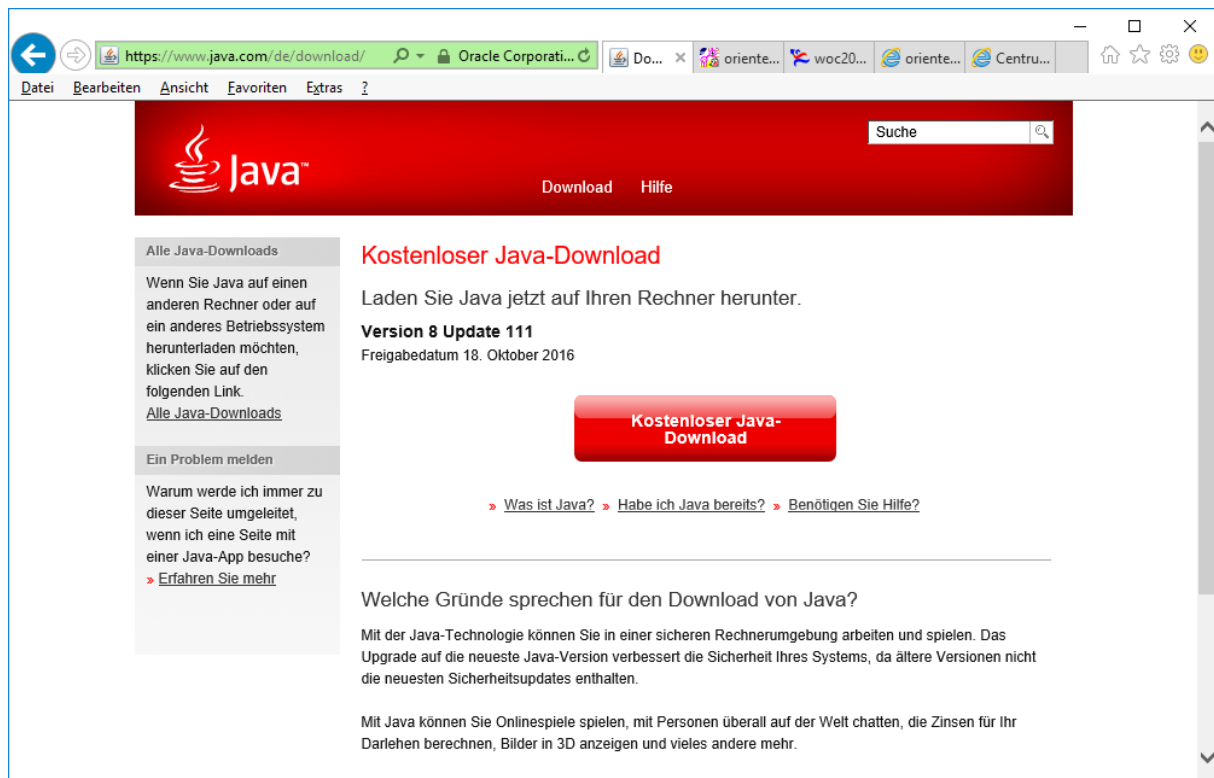 https://www.java.com/de/download/
Oracle Corporati...
Do...
oriente...
woc20...
oriente...
Centru...
Datei Bearbeiten Ansicht Favoriten Extras ?
Java™
Suche
Download Hilfe
Alle Java-Downloads
Wenn Sie Java auf einen
anderen Rechner oder auf
ein anderes Betriebssystem
herunterladen möchten,
klicken Sie auf den
folgenden Link.
Alle Java-Downloads
Ein Problem melden
Warum werde ich immer zu
dieser Seite umgeleitet,
wenn ich eine Seite mit
einer Java-App besuche?
» Erfahren Sie mehr
Kostenloser Java-Download
Laden Sie Java jetzt auf Ihren Rechner herunter.
Version 8 Update 111
Freigabedatum 18. Oktober 2016
Kostenloser Java-
Download
» Was ist Java? » Habe ich Java bereits? » Benötigen Sie Hilfe?
Welche Gründe sprechen für den Download von Java?
Mit der Java-Technologie können Sie in einer sicheren Rechnerumgebung arbeiten und spielen. Das
Upgrade auf die neueste Java-Version verbessert die Sicherheit Ihres Systems, da ältere Versionen nicht
die neuesten Sicherheitsupdates enthalten.
Mit Java können Sie Onlinespiele spielen, mit Personen überall auf der Welt chatten, die Zinsen für Ihr
Darlehen berechnen, Bilder in 3D anzeigen und vieles andere mehr.